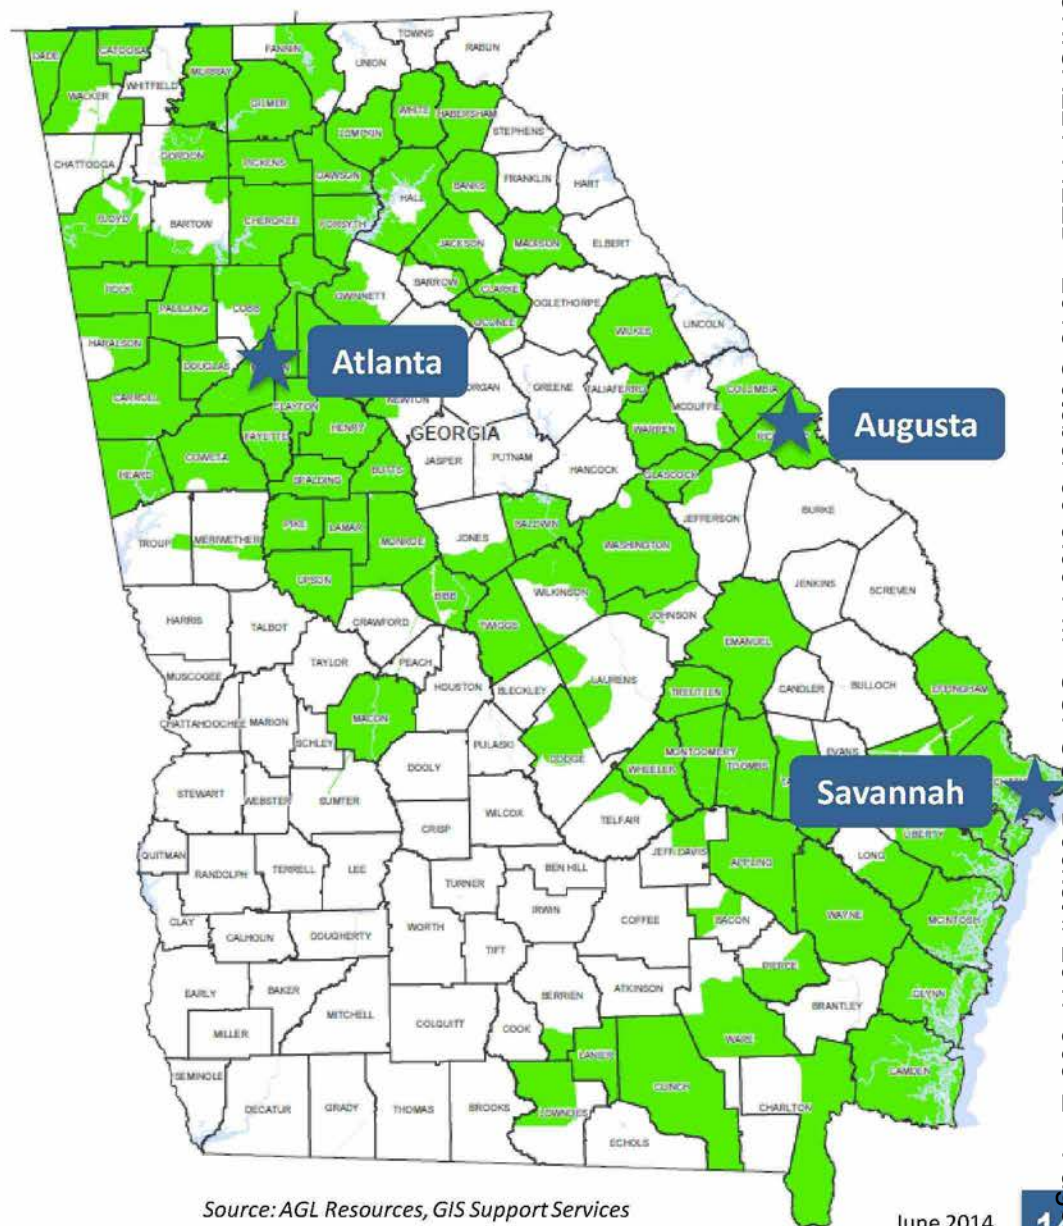 TOWNS
RABUN
FANNIN
UNION
DADE
CATOOSA
WHITFIELD
MURRAY
WALKER
GILMER
WHITE
HABERSHAM
LUMPKIN
STEPHENS
CHATTOOGA
GORDON
PICKENS
DAWSON
BANKS
FRANKLIN
HART
HALL
FLOYD
BARTOW
CHEROKEE
FORSYTH
JACKSON
MADISON
ELBERT
POLK
PAULDING
COBB
GWINNETT
BARROW
CLARKE
OCONEE
OGLETHORPE
WILKES
LINCOLN
HARALSON
DOUGLAS
Atlanta
CARROLL
CLAYTON
NEWTON
ORGAN
GREENE
TALIAFERRO
MCDUFFIE
COLUMBIA
Augusta
HENRY
FAYETTE
GEORGIA
WARREN
HEARD
COWETA
SPALDING
BUTTS
JASPER
PUTNAM
HANCOCK
GLASCOCK
TROUP
MERIWETHER
PIKE
LAMAR
MONROE
JONES
BALDWIN
WASHINGTON
JEFFERSON
BURKE
UPSON
BIBB
WILKINSON
JENKINS
SCREVEN
HARRIS
TALBOT
CRAWFORD
TWIGGS
JOHNSON
EMANUEL
MUSCOGEE
TAYLOR
PEACH
HOUSTON
BLECKLEY
LAURENS
TREUTLEN
CANDLER
BULLOCH
EFFINGHAM
CHATTAHOOCHEE
MARION
SCHLEY
MACON
PULASKI
DODGE
WHEELER
MONTGOMERY
TOOMBS
EVANS
STEWART
WEBSTER
SUMTER
DOOLY
WILCOX
TELFAIR
Savannah
CRISP
LIBERTY
QUITMAN
RANDOLPH
TERRELL
LEE
TURNER
BEN HILL
JEFF DAVIS
APPLING
LONG
CLAY
CALHOUN
DOUGHERTY
WORTH
TIFT
IRWIN
COFFEE
BACON
WAYNE
MCINTOSH
EARLY
BAKER
MITCHELL
COLQUITT
COOK
BERRIEN
ATKINSON
PIERCE
BRANTLEY
GLYNN
MILLER
LANIER
WARE
CAMDEN
SEMINOLE
DECATUR
GRADY
THOMAS
BROOKS
LOWNDES
CLINCH
ECHOLS
CHARLTON
Source: AGL Resources, GIS Support Services
June 2014